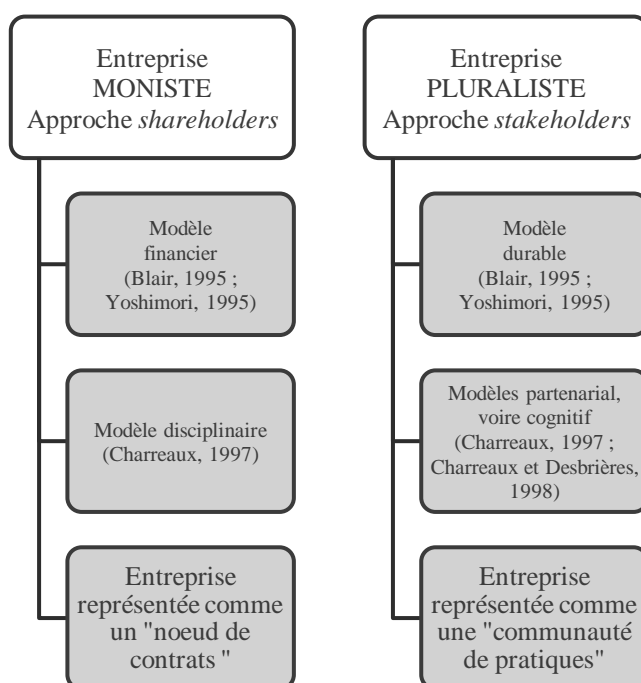 Entreprise
MONISTE
Approche shareholders
Modèle
financier
(Blair, 1995 ;
Yoshimori, 1995)
Modèle disciplinaire
(Charreaux, 1997)
Entreprise
représentée comme
un "noeud de
contrats "
Entreprise
PLURALISTE
Approche stakeholders
Modèle
durable
(Blair, 1995 ;
Yoshimori, 1995)
Modèles partenarial,
voire cognitif
(Charreaux, 1997 ;
Charreaux et Desbrières,
1998)
Entreprise
représentée comme
une "communauté
de pratiques"